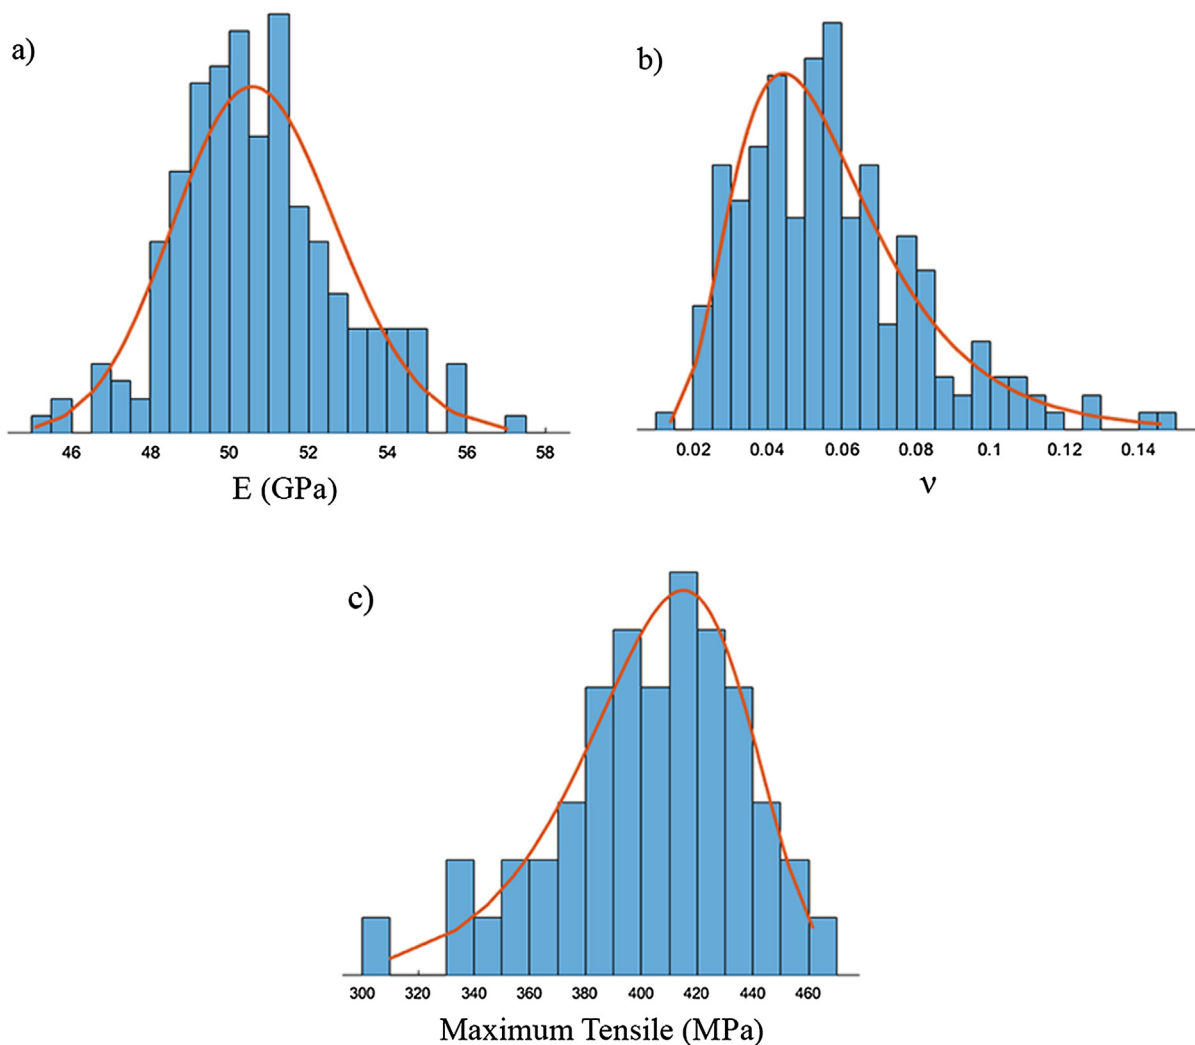 a)
46 48 50 52 54 56 58
E (GPa)
b)
0.02 0.04 0.06 0.08 0.1 0.12 0.14
ν
c)
300 320 340 360 380 400 420 440 460
Maximum Tensile (MPa)